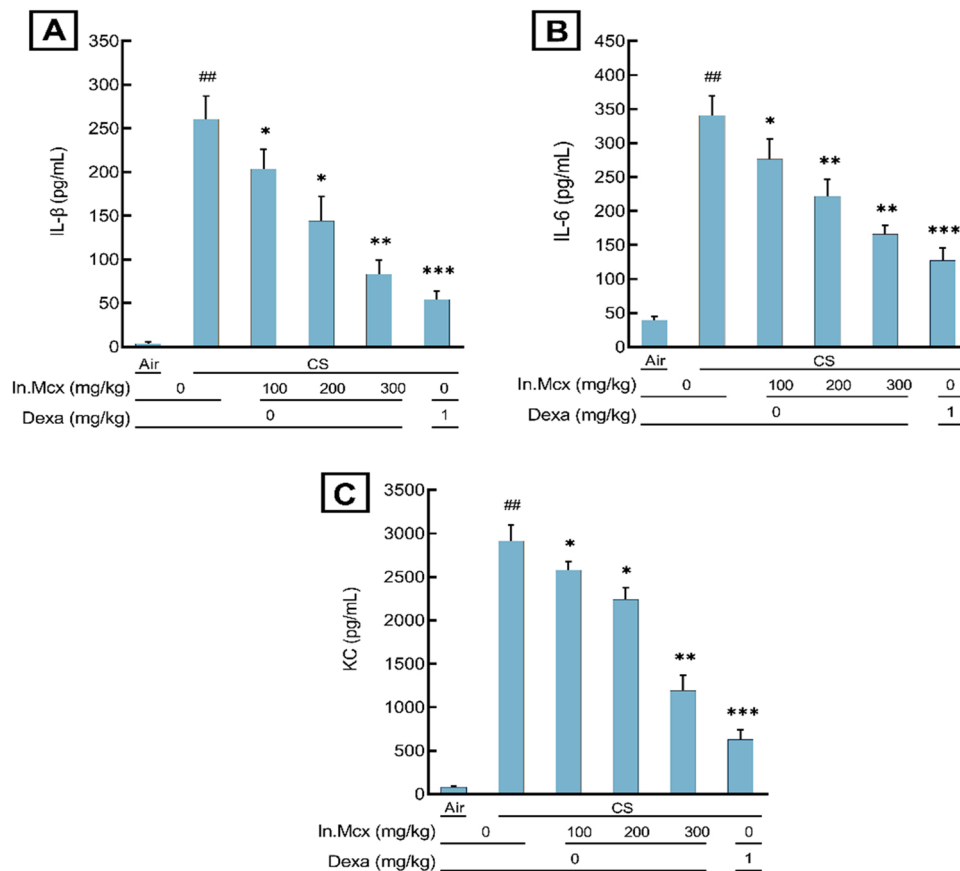 A
350
300
250
200
150
100
50
0
IL-β (pg/mL)
##
*
*
**
***
Air CS
In.Mcx (mg/kg) 0 100 200 300 0
Dexa (mg/kg) 0 1
B
450
400
350
300
250
200
150
100
50
0
IL-6 (pg/mL)
##
*
**
**
***
Air CS
In.Mcx (mg/kg) 0 100 200 300 0
Dexa (mg/kg) 0 1
C
3500
3000
2500
2000
1500
1000
500
0
KC (pg/mL)
##
*
*
**
***
Air CS
In.Mcx (mg/kg) 0 100 200 300 0
Dexa (mg/kg) 0 1